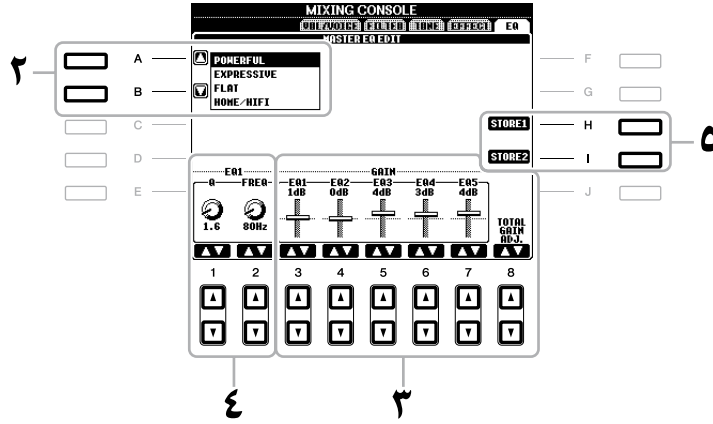 MIXING CONSOLE
VOL/VOICE FILTER TUNE EFFECT EQ
MASTER EQ EDIT
٢
A POWERFUL F
EXPRESSIVE
B FLAT G
HOME/HIFI
C STORE1 H
٥
D STORE2 I
E J
EQ1 GAIN
Q FREQ EQ1 EQ2 EQ3 EQ4 EQ5
1dB 0dB 4dB 3dB 4dB
1.6 80Hz
TOTAL
GAIN
ADJ.
1 2 3 4 5 6 7 8
٤ ٣